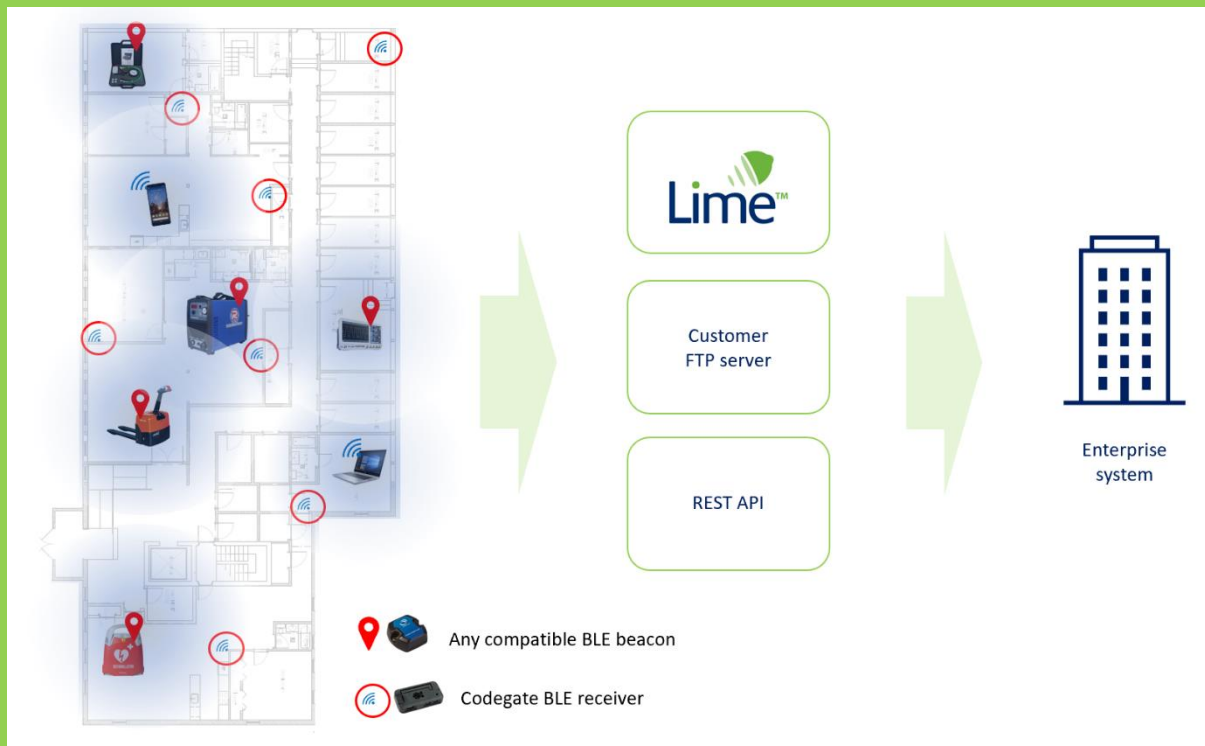 Lime™
Customer
FTP server
REST API
Enterprise
system
Any compatible BLE beacon
Codegate BLE receiver